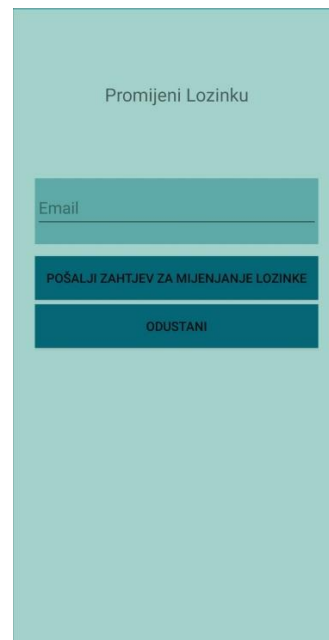 Promijeni Lozinku
Email
POŠALJI ZAHTJEV ZA MIJENJANJE LOZINKE
ODUSTANI